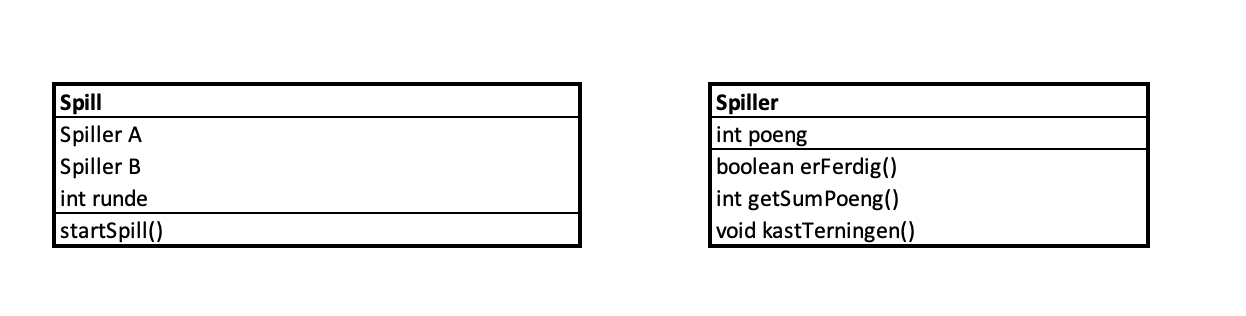 Spill
Spiller A
Spiller B
int runde
startSpill()
Spiller
int poeng
boolean erFerdig()
int getSumPoeng()
void kastTerningen()